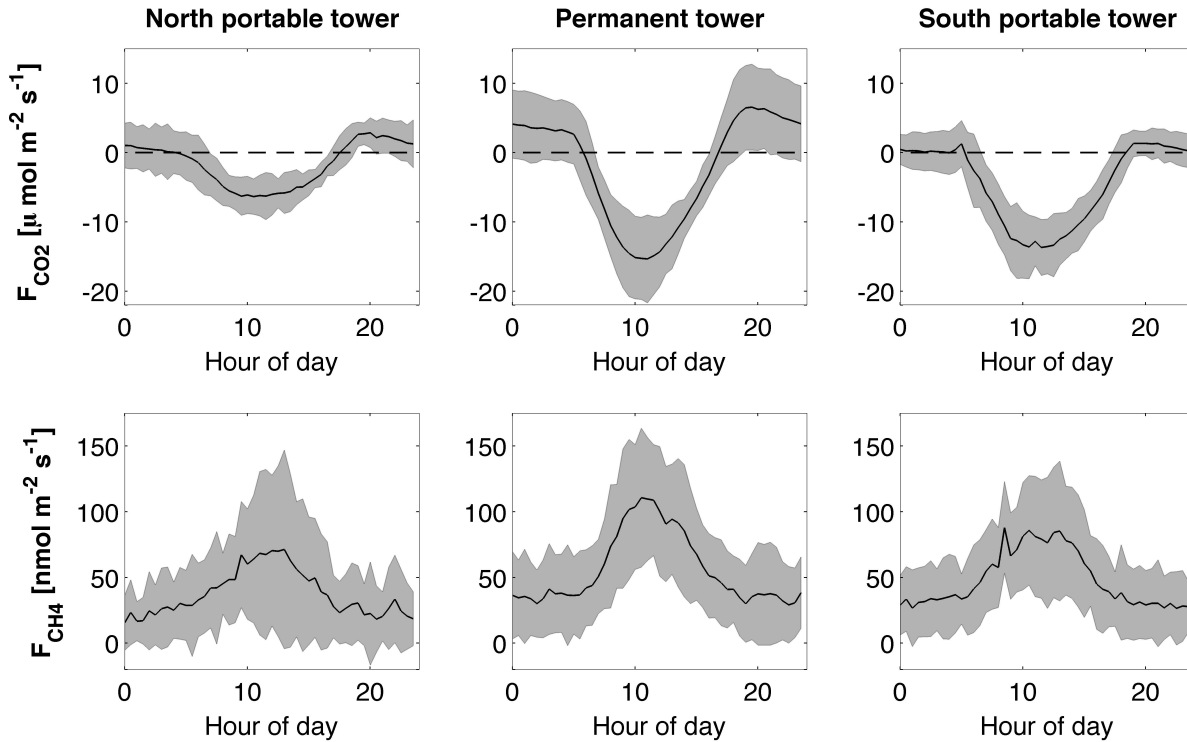 North portable tower
Permanent tower
South portable tower
F_CO2 [μ mol m^-2 s^-1]
10
0
-10
-20
0 10 20
Hour of day
10
0
-10
-20
0 10 20
Hour of day
10
0
-10
-20
0 10 20
Hour of day
F_CH4 [nmol m^-2 s^-1]
150
100
50
0
0 10 20
Hour of day
150
100
50
0
0 10 20
Hour of day
150
100
50
0
0 10 20
Hour of day